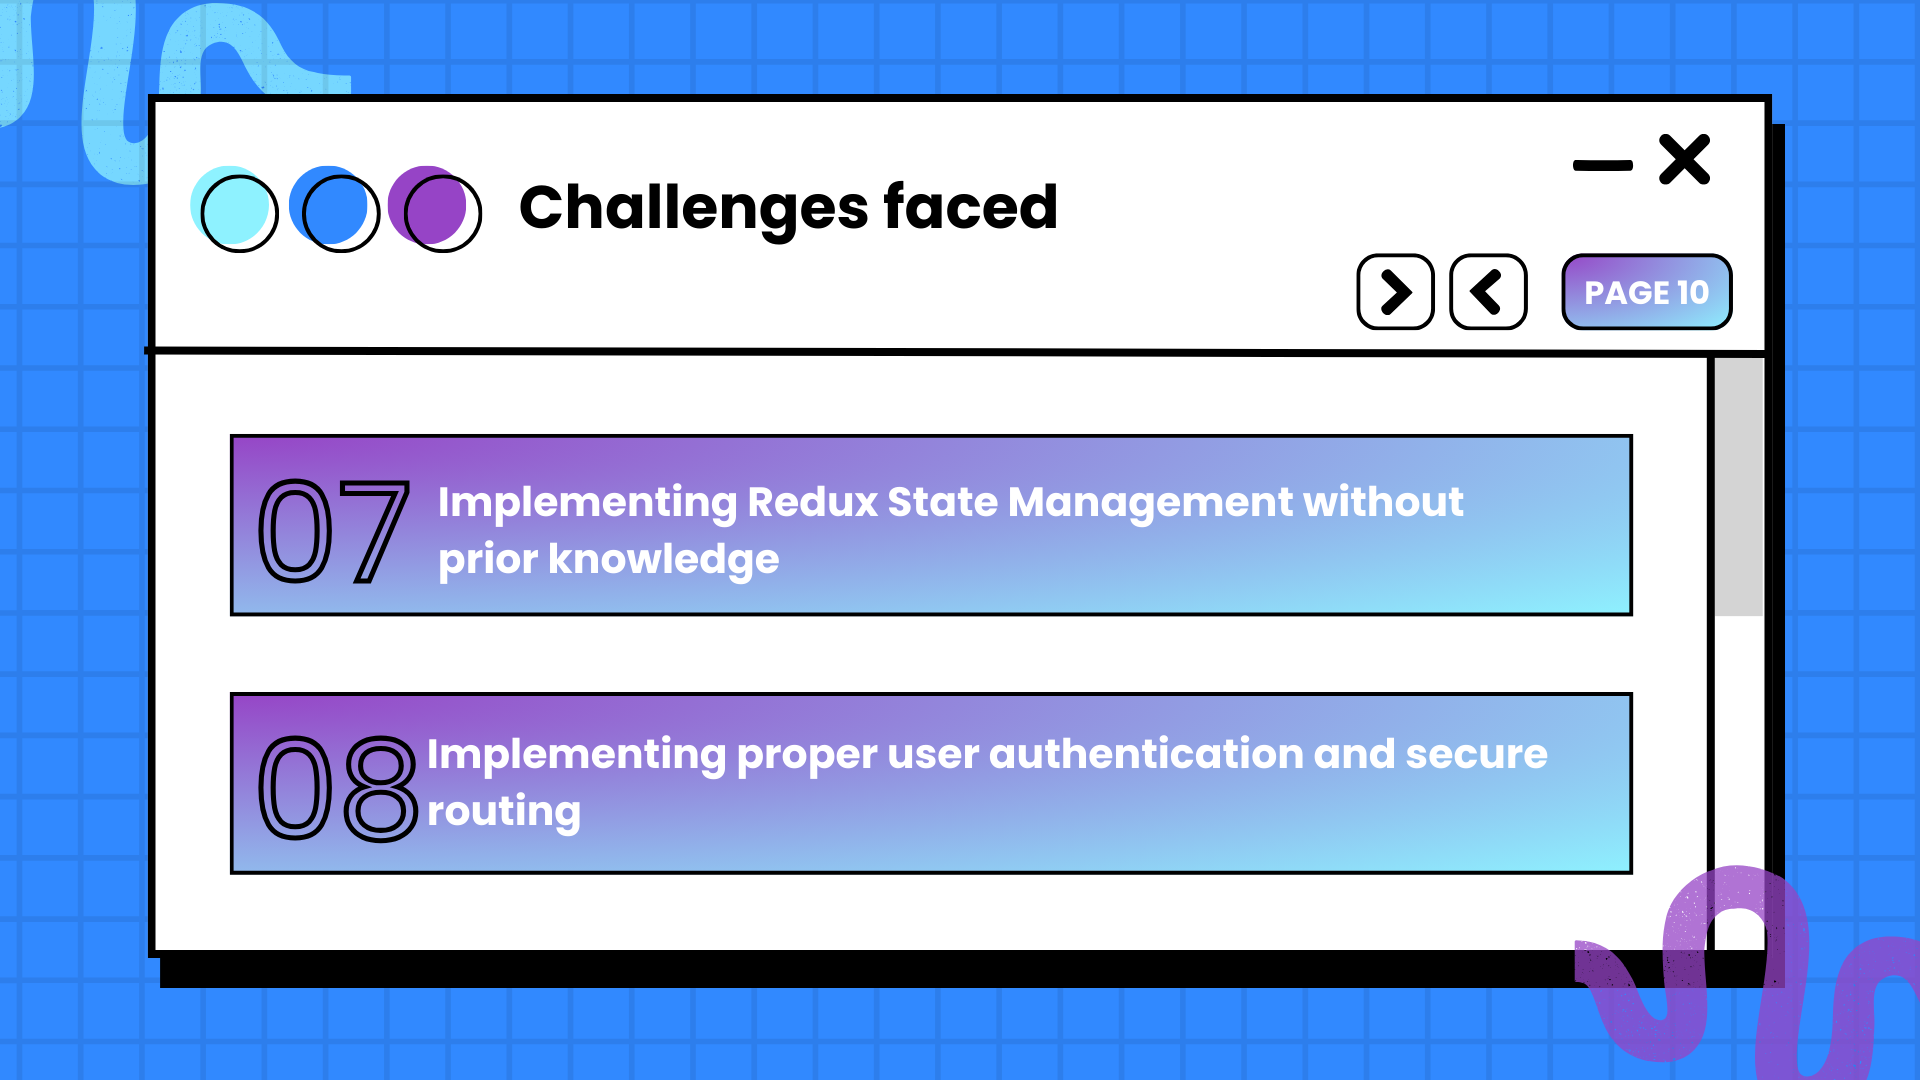 Challenges faced
PAGE 10
07
Implementing Redux State Management without
prior knowledge
08
Implementing proper user authentication and secure
routing